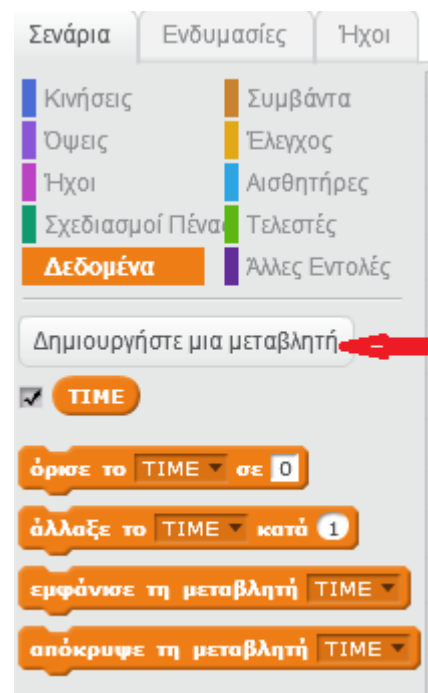 Σενάρια Ενδυμασίες Ήχοι
Κινήσεις Συμβάντα
Όψεις Έλεγχος
Ήχοι Αισθητήρες
Σχεδιασμοί Πένας Τελεστές
Δεδομένα Άλλες Εντολές
Δημιουργήστε μια μεταβλητή
TIME
όρισε το TIME σε 0
άλλαξε το TIME κατά 1
εμφάνισε τη μεταβλητή TIME
απόκρυψε τη μεταβλητή TIME